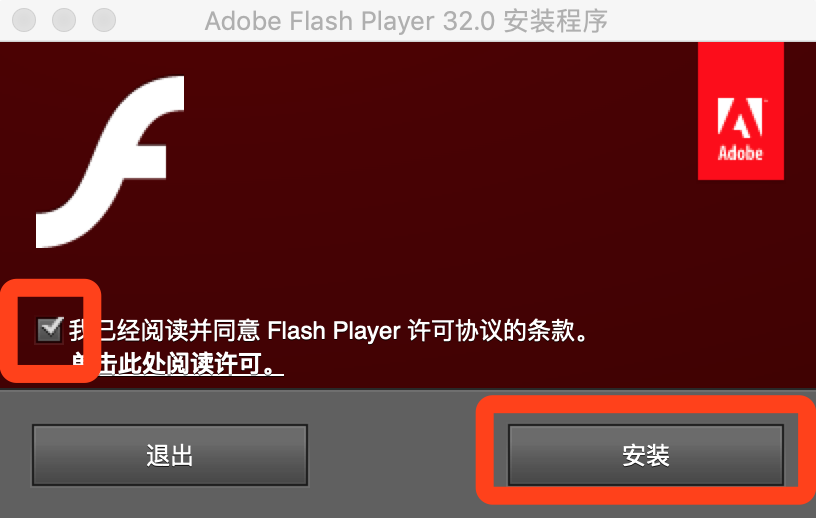 Adobe Flash Player 32.0 安装程序
Adobe
我已经阅读并同意 Flash Player 许可协议的条款。
单击此处阅读许可。
退出
安装